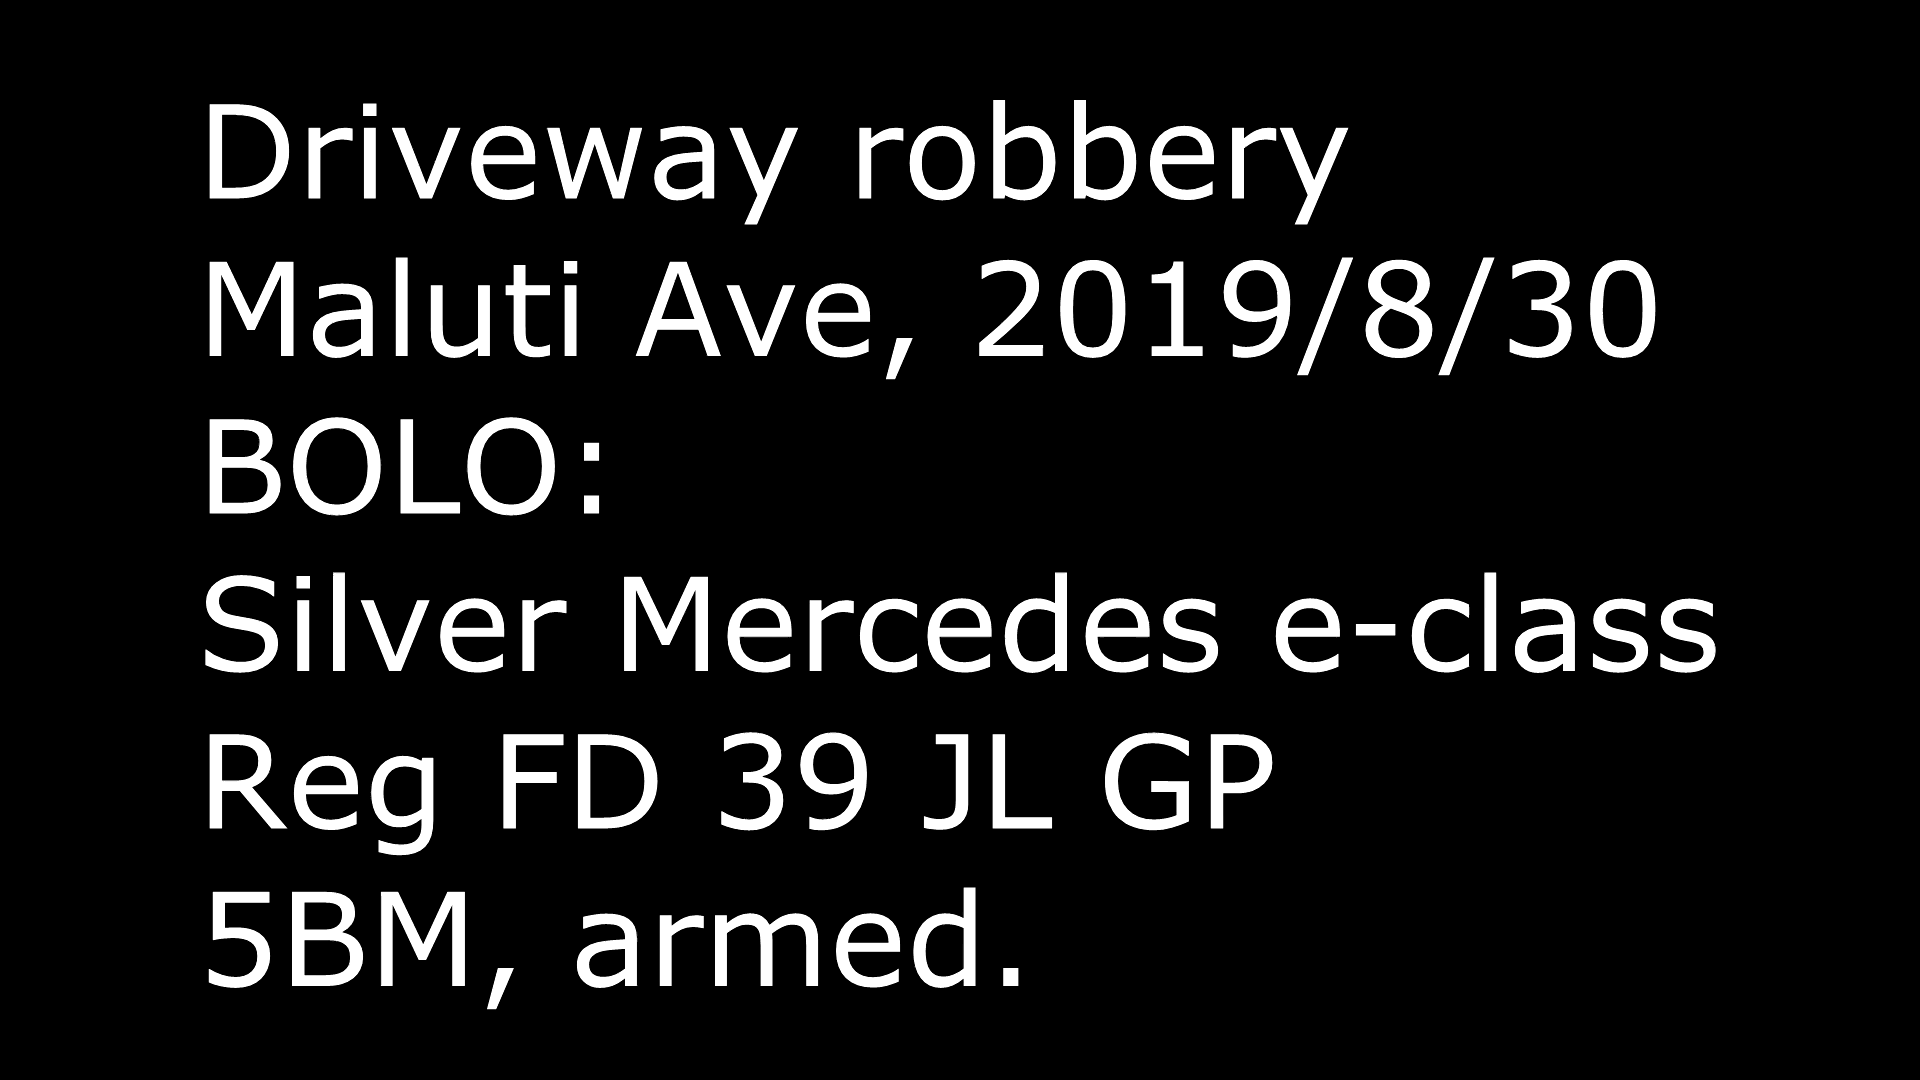 Driveway robbery
Maluti Ave, 2019/8/30
BOLO:
Silver Mercedes e-class
Reg FD 39 JL GP
5BM, armed.